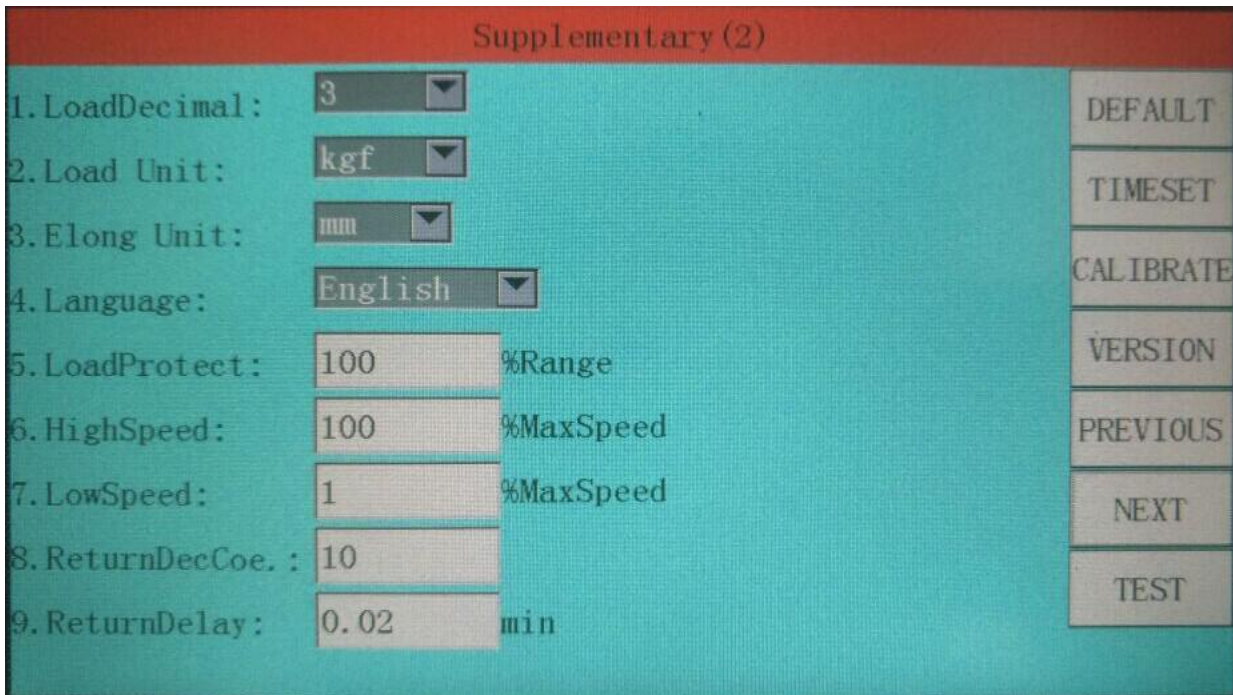 Supplementary(2)
1.LoadDecimal: 3
2.Load Unit: kgf
3.Elong Unit: mm
4.Language: English
5.LoadProtect: 100 %Range
6.HighSpeed: 100 %MaxSpeed
7.LowSpeed: 1 %MaxSpeed
8.ReturnDecCoe.: 10
9.ReturnDelay: 0.02 min
DEFAULT
TIMESET
CALIBRATE
VERSION
PREVIOUS
NEXT
TEST